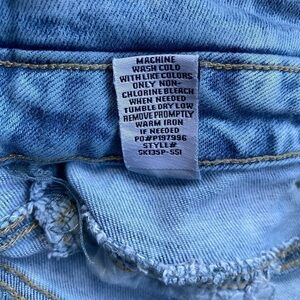 MACHINE
WASH COLD
WITH LIKE COLORS
ONLY NON-
CHLORINE BLEACH
WHEN NEEDED
TUMBLE DRY LOW
REMOVE PROMPTLY
WARM IRON
IF NEEDED
PO#P197996
STYLE#
SK135P-SS1